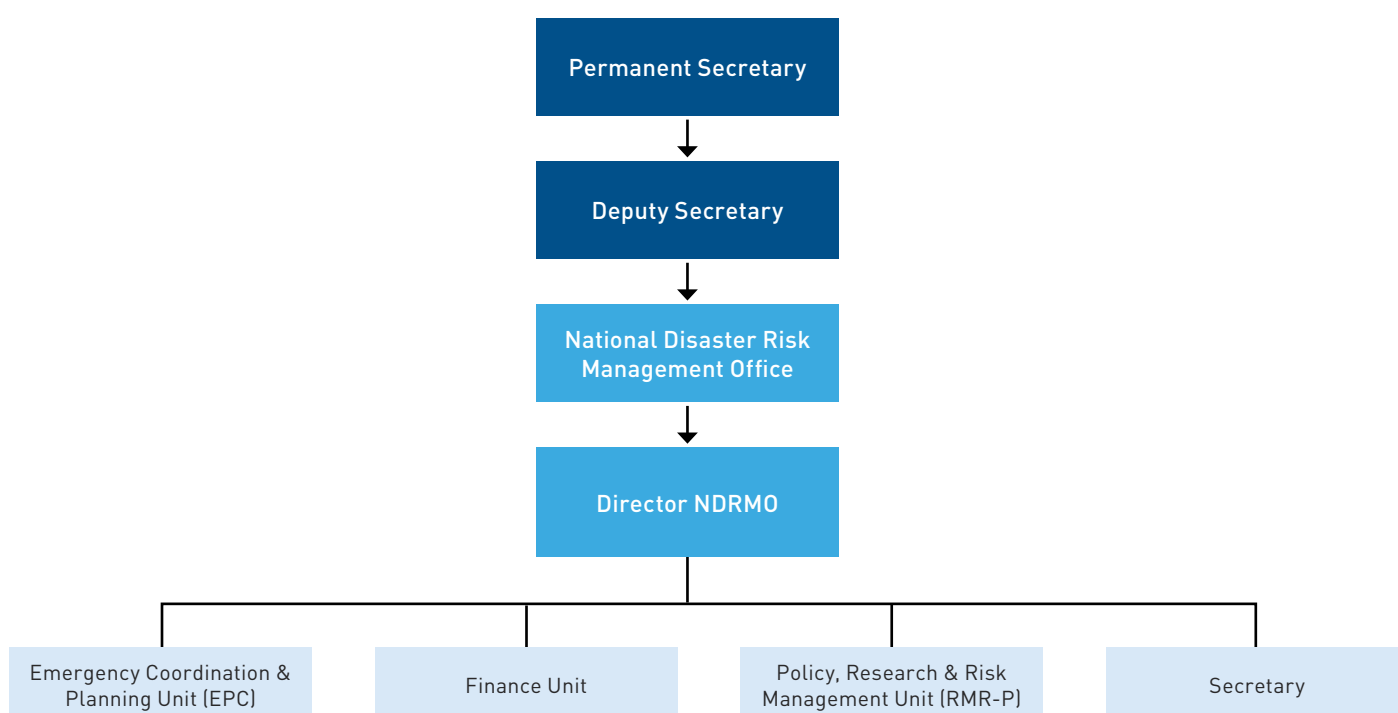 Permanent Secretary
Deputy Secretary
National Disaster Risk
Management Office
Director NDRMO
Emergency Coordination &
Planning Unit (EPC)
Finance Unit
Policy, Research & Risk
Management Unit (RMR-P)
Secretary